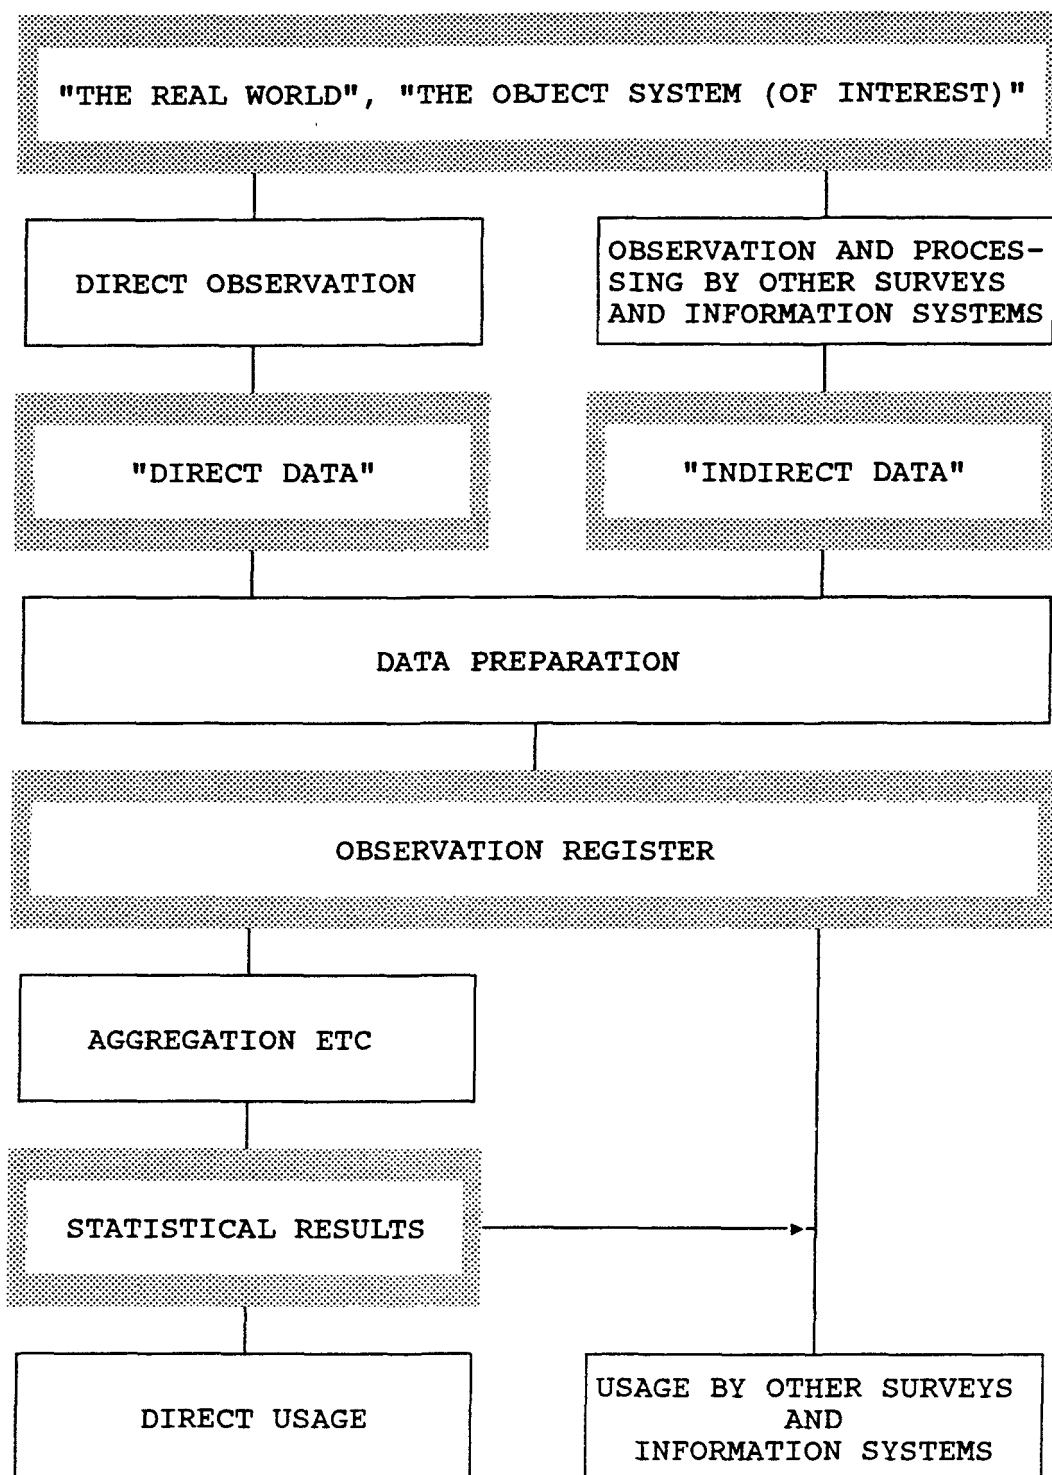 "THE REAL WORLD", "THE OBJECT SYSTEM (OF INTEREST)"
DIRECT OBSERVATION
OBSERVATION AND PROCES-
SING BY OTHER SURVEYS
AND INFORMATION SYSTEMS
"DIRECT DATA"
"INDIRECT DATA"
DATA PREPARATION
OBSERVATION REGISTER
AGGREGATION ETC
STATISTICAL RESULTS
DIRECT USAGE
USAGE BY OTHER SURVEYS
AND
INFORMATION SYSTEMS